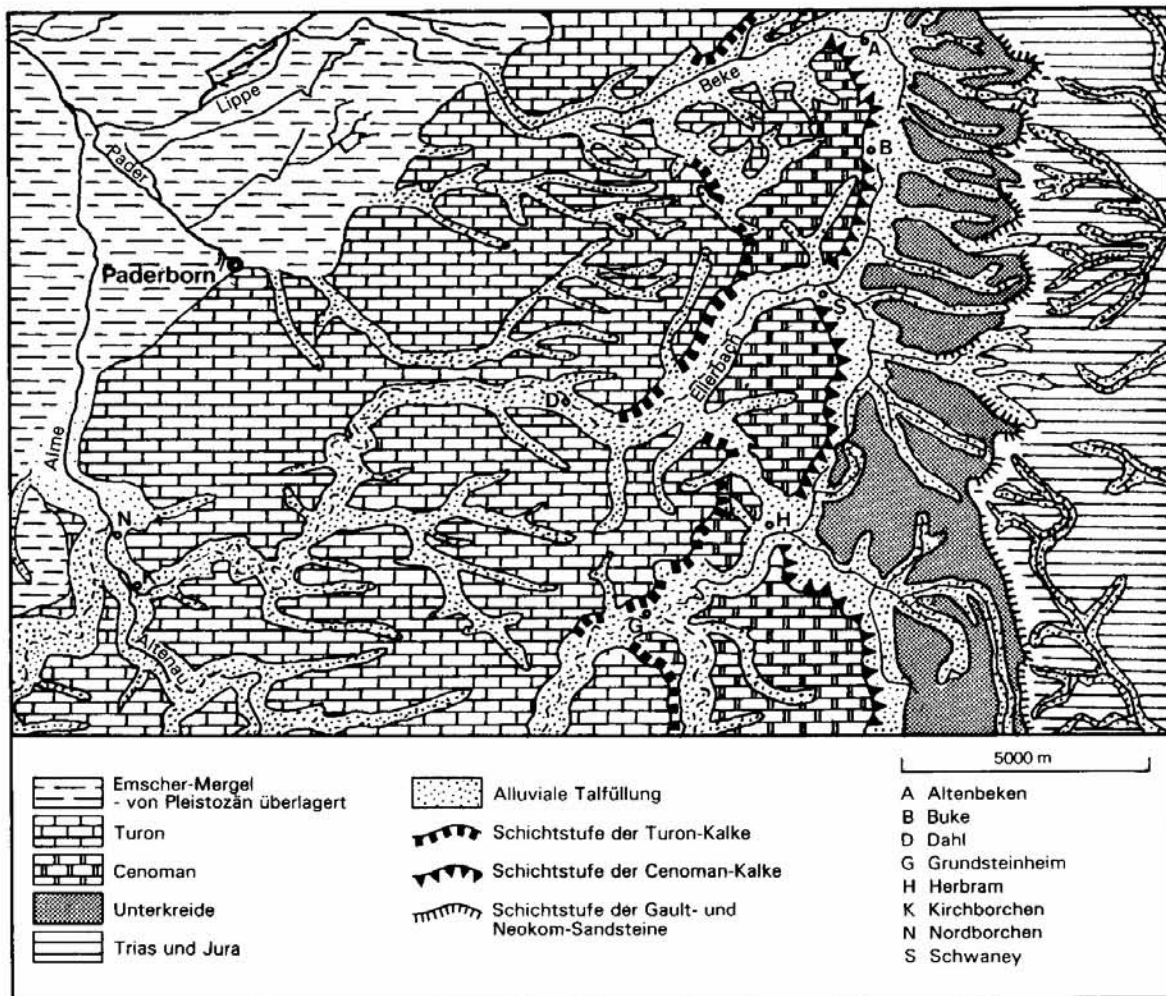 A
Beke
Lippe
Pader
B
Paderborn
S
Ellerbach
D
Alme
N
H
K
G
Altenau
Emscher-Mergel
- von Pleistozän überlagert
Turon
Cenoman
Unterkreide
Trias und Jura
Alluviale Talfüllung
Schichtstufe der Turon-Kalke
Schichtstufe der Cenoman-Kalke
Schichtstufe der Gault- und
Neokom-Sandsteine
5000 m
A Altenbeken
B Buke
D Dahl
G Grundsteinheim
H Herbram
K Kirchborchen
N Nordborchen
S Schwaney